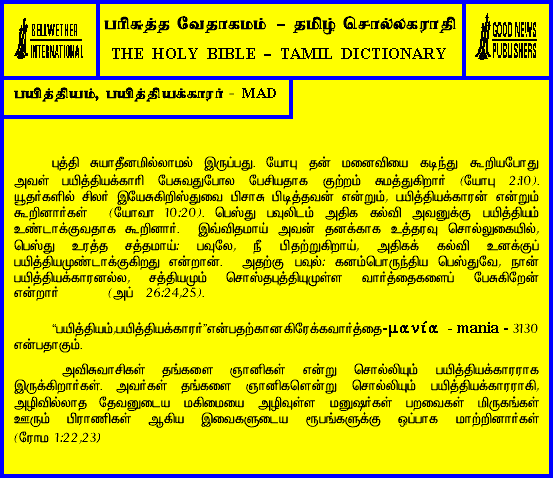 BELLWETHER
INTERNATIONAL
பரிசுத்த வேதாகமம் – தமிழ் சொல்லகராதி
THE HOLY BIBLE – TAMIL DICTIONARY
GOOD NEWS
PUBLISHERS
பயித்தியம், பயித்தியக்காரர் - MAD
புத்தி சுயாதீனமில்லாமல் இருப்பது. யோபு தன் மனைவியை கடிந்து கூறியபோது
அவள் பயித்தியக்காரி பேசுவதுபோல பேசியதாக குற்றம் சுமத்துகிறார் (யோபு 2:10).
யூதர்களில் சிலர் இயேசுகிறிஸ்துவை பிசாசு பிடித்தவன் என்றும், பயித்தியக்காரன் என்றும்
கூறினார்கள் (யோவா 10:20). பெஸ்து பவுலிடம் அதிக கல்வி அவனுக்கு பயித்தியம்
உண்டாக்குவதாக கூறினார். இவ்விதமாய் அவன் தனக்காக உத்தரவு சொல்லுகையில்,
பெஸ்து உரத்த சத்தமாய்: பவுலே, நீ பிதற்றுகிறாய், அதிகக் கல்வி உனக்குப்
பயித்தியமுண்டாக்குகிறது என்றான். அதற்கு பவுல்: கனம்பொருந்திய பெஸ்துவே, நான்
பயித்தியக்காரனல்ல, சத்தியமும் சொஸ்தபுத்தியுமுள்ள வார்த்தைகளைப் பேசுகிறேன்
என்றார் (அப் 26:24,25).
“பயித்தியம்,பயித்தியக்காரர்”என்பதற்கான கிரேக்கவார்த்தை-μανία - mania - 3130
என்பதாகும்.
அவிசுவாசிகள் தங்களை ஞானிகள் என்று சொல்லியும் பயித்தியக்காரராக
இருக்கிறார்கள். அவர்கள் தங்களை ஞானிகளென்று சொல்லியும் பயித்தியக்காரராகி,
அழிவில்லாத தேவனுடைய மகிமையை அழிவுள்ள மனுஷர்கள் பறவைகள் மிருகங்கள்
ஊரும் பிராணிகள் ஆகிய இவைகளுடைய ரூபங்களுக்கு ஒப்பாக மாற்றினார்கள்
(ரோம 1:22,23)